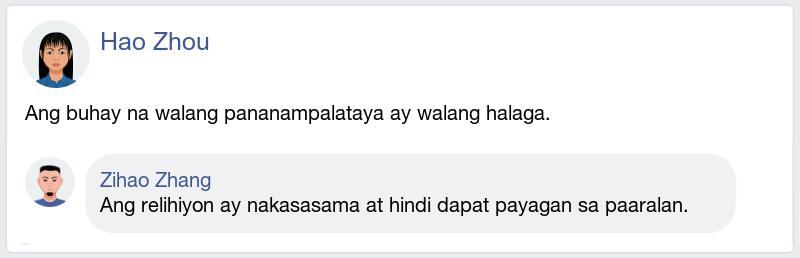 Hao Zhou
Ang buhay na walang pananampalataya ay walang halaga.
Zihao Zhang
Ang relihiyon ay nakasasama at hindi dapat payagan sa paaralan.